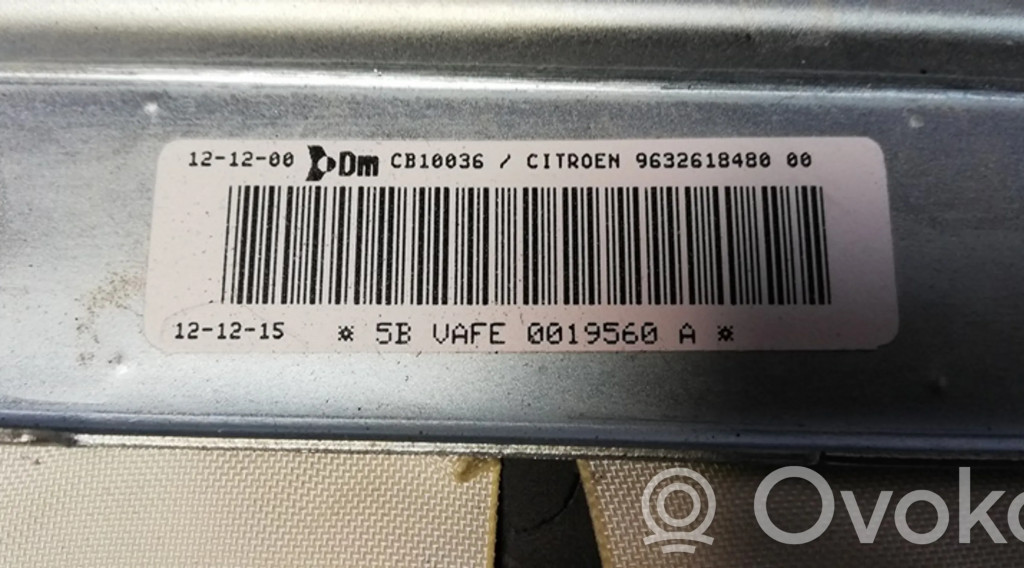 12-12-00 Dm CB10036 / CITROEN 9632618480 00
12-12-15 * 5B VAFE 0019560 A *
Ovoko